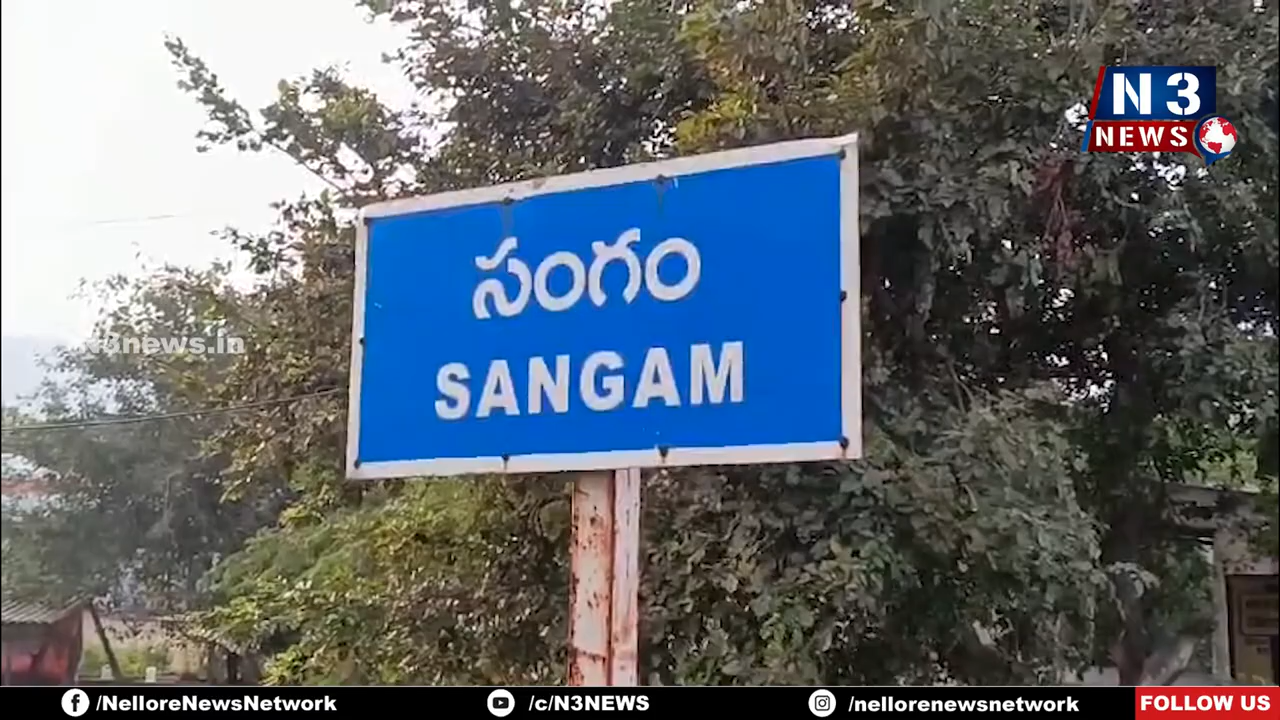 N3
NEWS
సంగం
SANGAM
N3news.in
/NelloreNewsNetwork
/c/N3NEWS
/nellorenewsnetwork
FOLLOW US